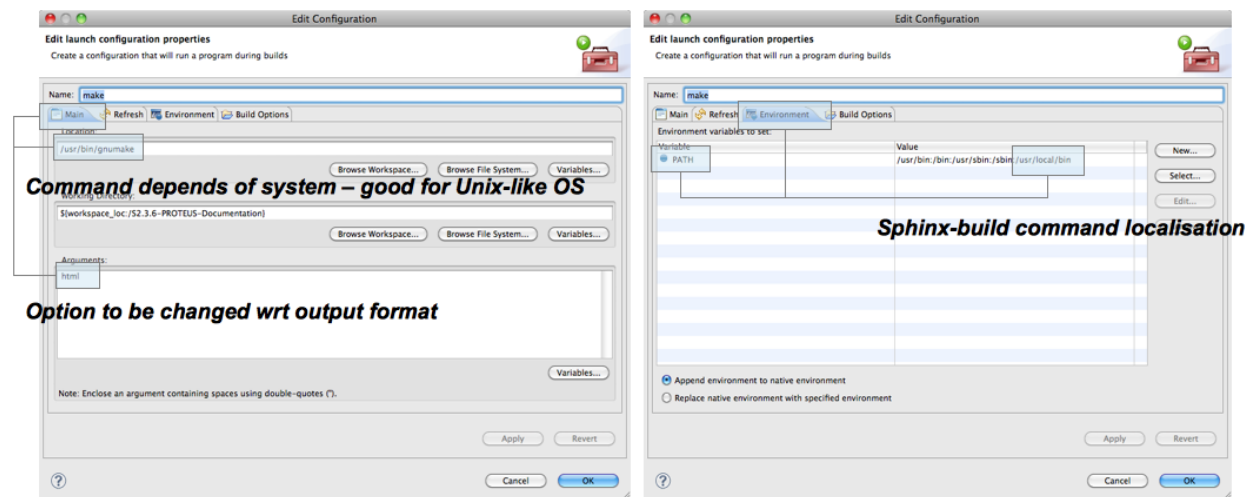 Edit Configuration
Edit launch configuration properties
Create a configuration that will run a program during builds
Name: make
Main Refresh Environment Build Options
Location:
/usr/bin/gnumake
Browse Workspace... Browse File System... Variables...
Command depends of system – good for Unix-like OS
Working Directory:
${workspace_loc:/S2.3.6-PROTEUS-Documentation}
Browse Workspace... Browse File System... Variables...
Arguments:
html
Option to be changed wrt output format
Variables...
Note: Enclose an argument containing spaces using double-quotes (").
Apply Revert
? Cancel OK
Edit Configuration
Edit launch configuration properties
Create a configuration that will run a program during builds
Name: make
Main Refresh Environment Build Options
Environment variables to set:
Variable Value
PATH /usr/bin:/bin:/usr/sbin:/sbin:/usr/local/bin
New...
Select...
Edit...
Sphinx-build command localisation
Append environment to native environment
Replace native environment with specified environment
Apply Revert
? Cancel OK